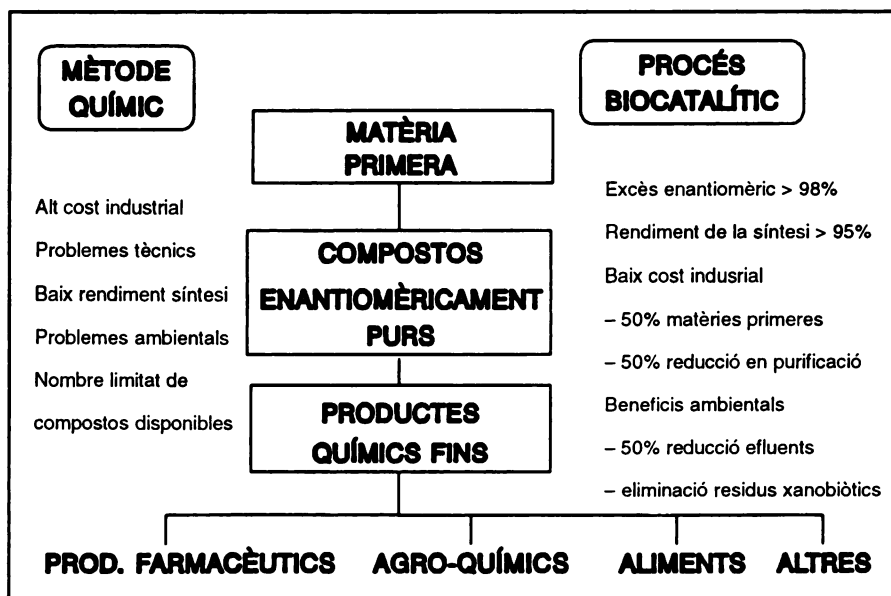 MÈTODE
QUÍMIC
PROCÉS
BIOCATALÍTIC
MATÈRIA
PRIMERA
Alt cost industrial
Problemes tècnics
Baix rendiment síntesi
Problemes ambientals
Nombre limitat de
compostos disponibles
COMPOSTOS
ENANTIOMÈRICAMENT
PURS
PRODUCTES
QUÍMICS FINS
Excès enantiomèric > 98%
Rendiment de la síntesi > 95%
Baix cost indusrial
– 50% matèries primeres
– 50% reducció en purificació
Beneficis ambientals
– 50% reducció efluents
– eliminació residus xanobiòtics
PROD. FARMACÈUTICS AGRO-QUÍMICS ALIMENTS ALTRES